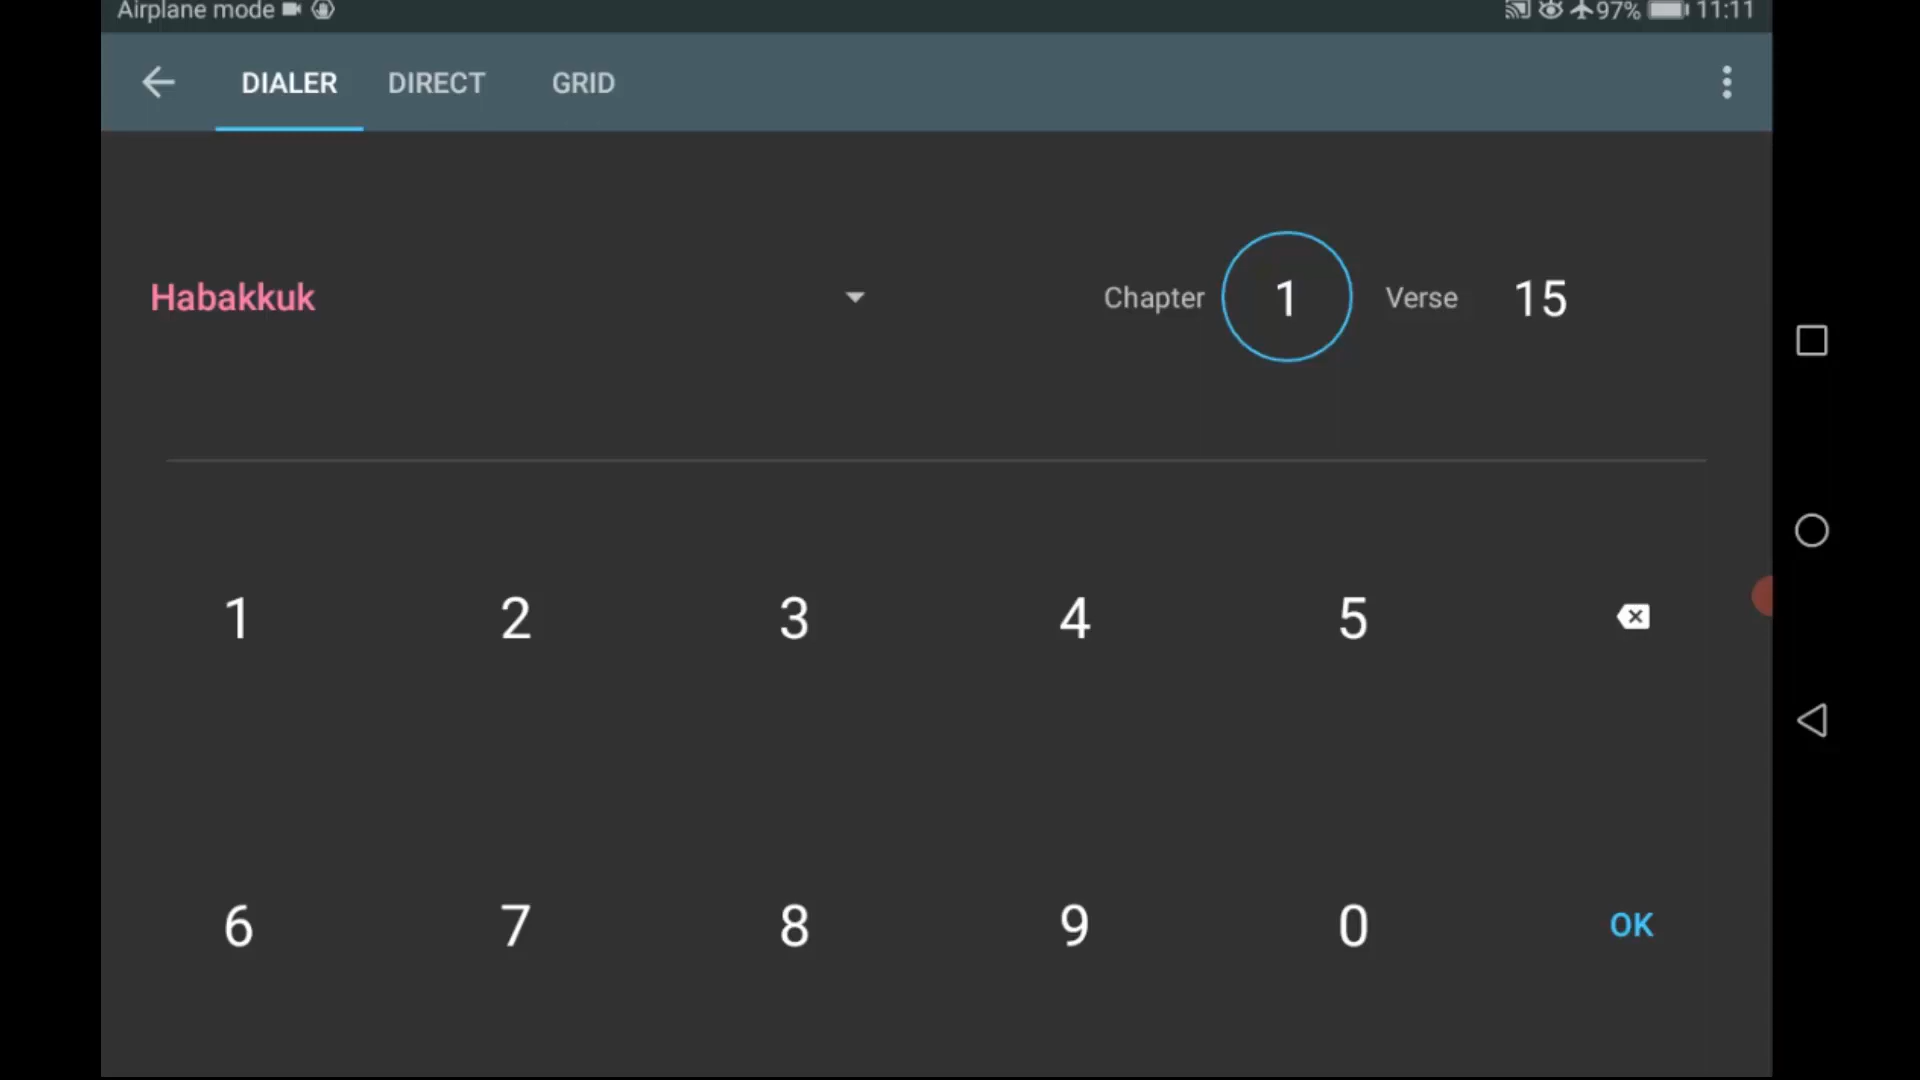 Airplane mode 97% 11:11
DIALER DIRECT GRID
Habakkuk Chapter 1 Verse 15
1 2 3 4 5
6 7 8 9 0 OK